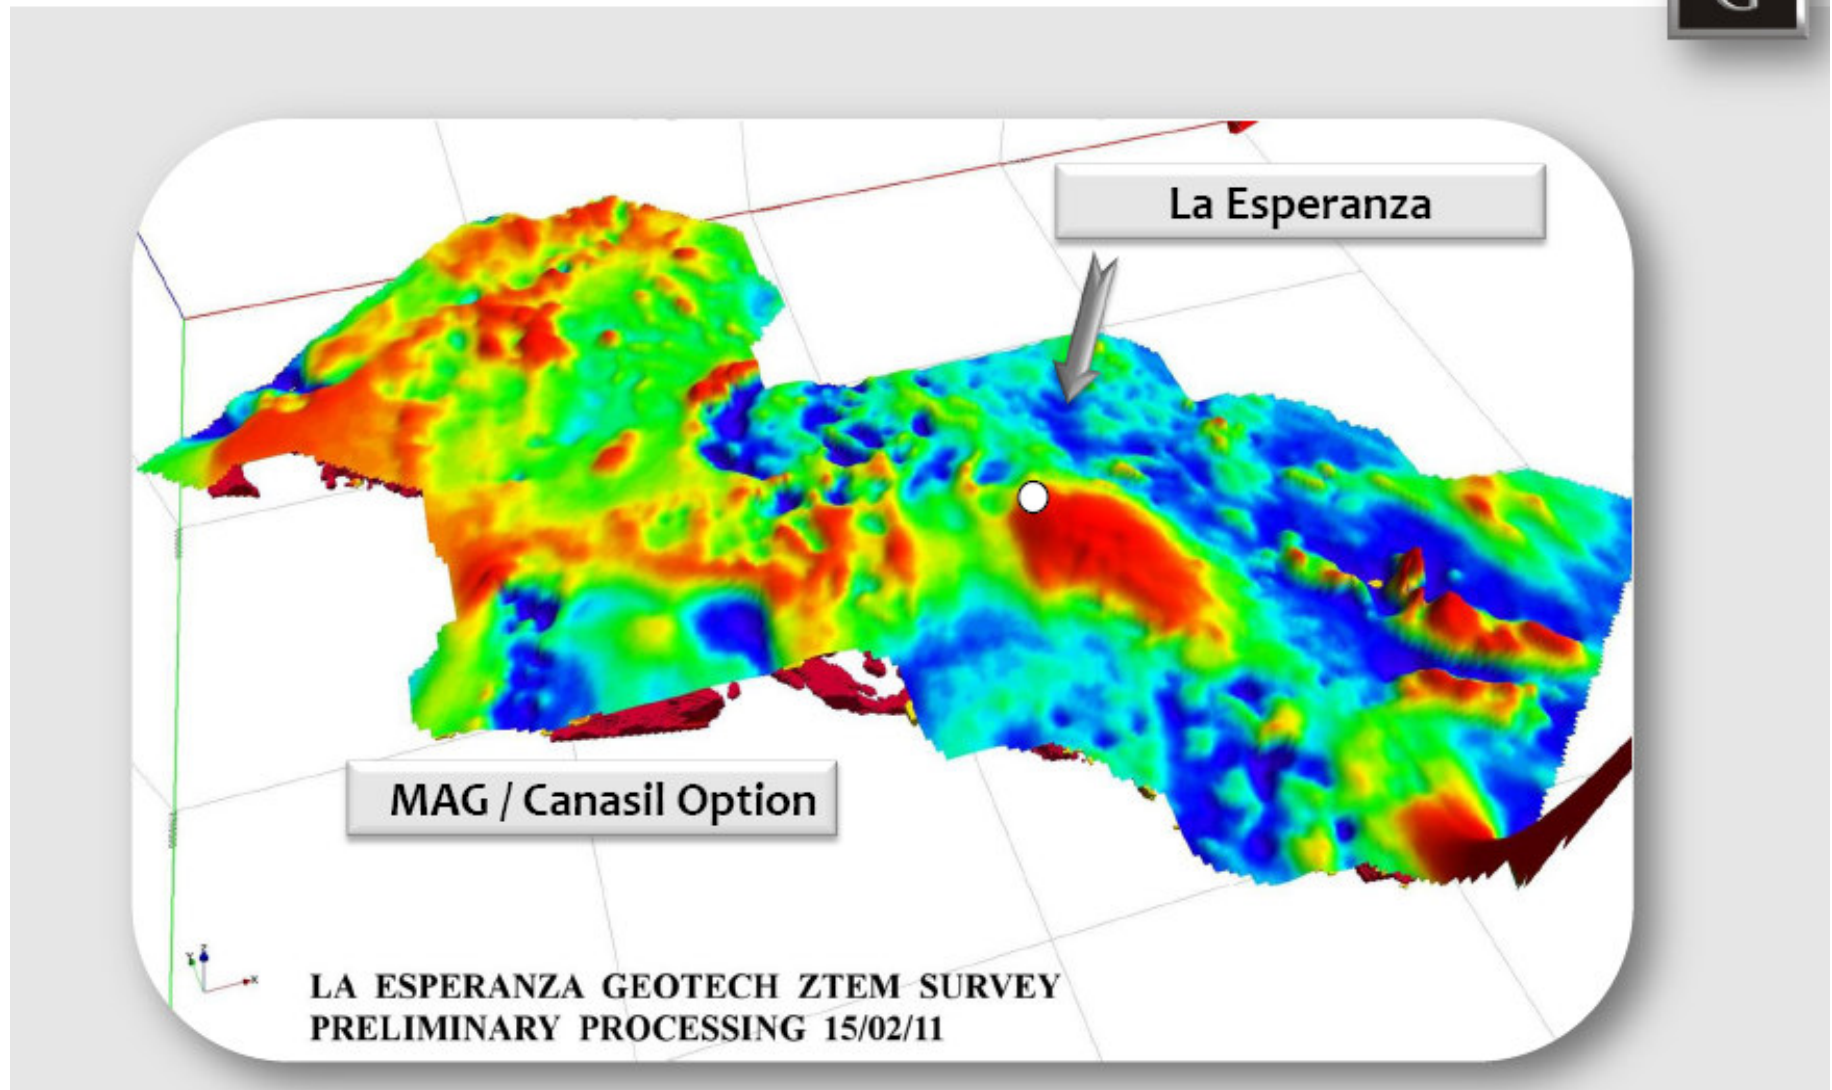 G
La Esperanza
MAG / Canasil Option
LA ESPERANZA GEOTECH ZTEM SURVEY
PRELIMINARY PROCESSING 15/02/11
Z
Y
X